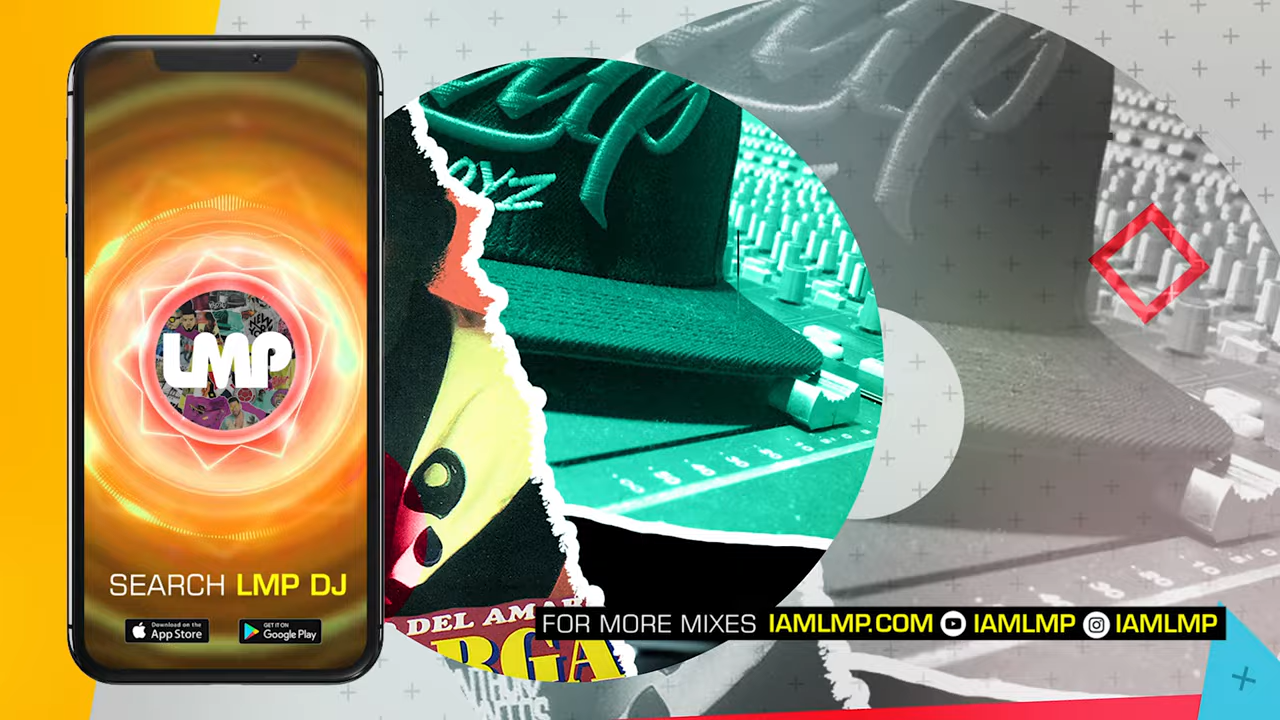 LMP
SEARCH LMP DJ
Download on the
App Store
GET IT ON
Google Play
DEL AMAR
FOR MORE MIXES IAMLMP.COM IAMLMP IAMLMP